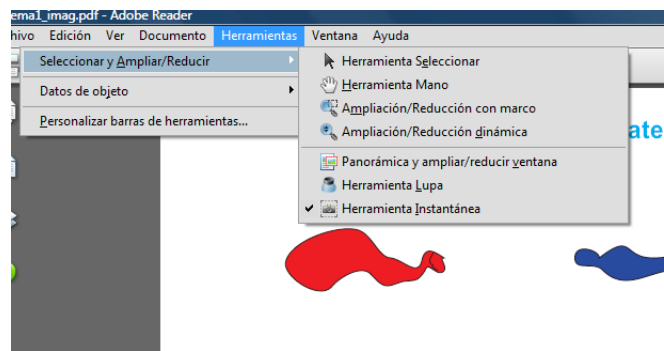 ema1_imag.pdf - Adobe Reader
hivo Edición Ver Documento Herramientas Ventana Ayuda
Seleccionar y Ampliar/Reducir
Datos de objeto
Personalizar barras de herramientas...
Herramienta Seleccionar
Herramienta Mano
Ampliación/Reducción con marco
Ampliación/Reducción dinámica
Panorámica y ampliar/reducir ventana
Herramienta Lupa
Herramienta Instantánea
ate